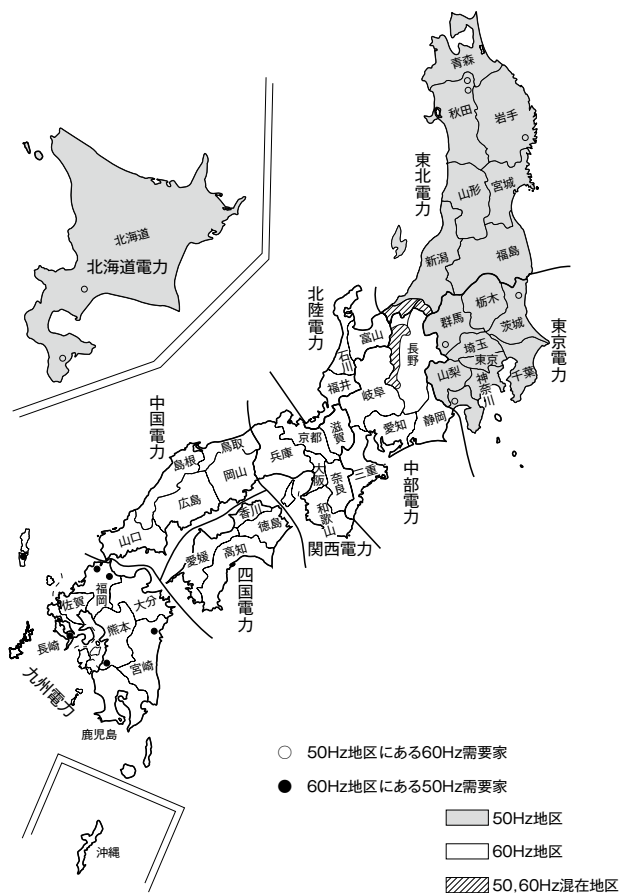 青森
秋田
岩手
東北電力
山形
宮城
北海道
北海道電力
新潟
福島
北陸電力
富山
石川
福井
長野
岐阜
群馬
栃木
茨城
埼玉
東京
山梨
神奈川
千葉
東京電力
中国電力
鳥取
島根
岡山
広島
山口
兵庫
京都
滋賀
愛知
静岡
大阪
奈良
三重
和歌山
中部電力
関西電力
香川
徳島
愛媛
高知
四国電力
福岡
佐賀
大分
長崎
熊本
宮崎
九州電力
鹿児島
沖縄
○ 50Hz地区にある60Hz需要家
● 60Hz地区にある50Hz需要家
50Hz地区
60Hz地区
50,60Hz混在地区